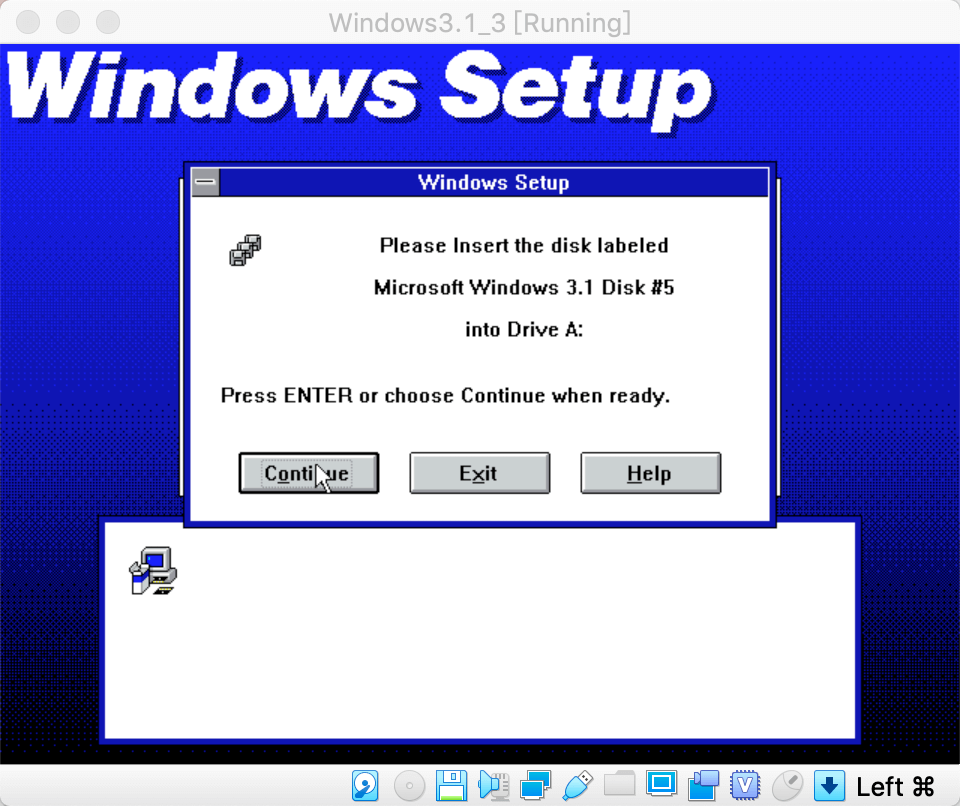 Windows3.1_3 [Running]
Windows Setup
Windows Setup
Please Insert the disk labeled
Microsoft Windows 3.1 Disk #5
into Drive A:
Press ENTER or choose Continue when ready.
Continue Exit Help
V Left ⌘